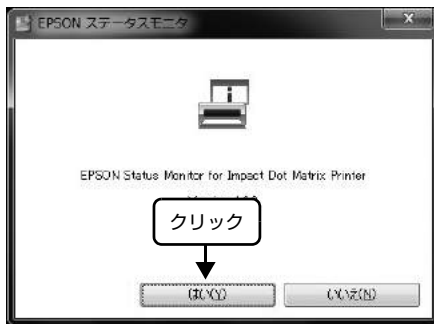 EPSON ステータスモニタ
EPSON Status Monitor for Impact Dot Matrix Printer
クリック
はい(Y)
いいえ(N)